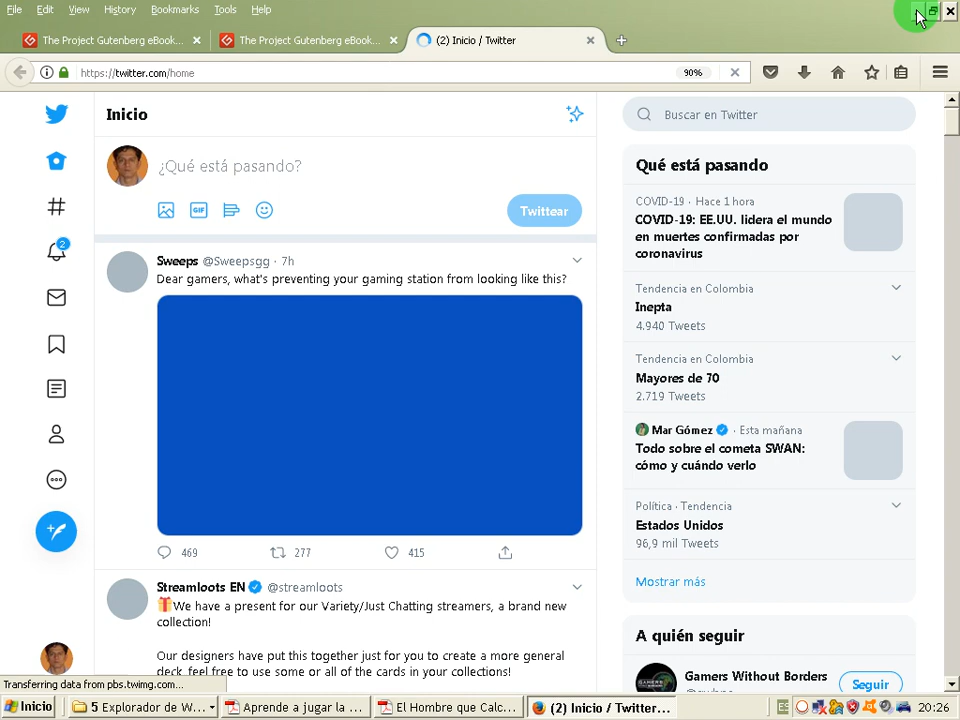 File Edit View History Bookmarks Tools Help
The Project Gutenberg eBook... The Project Gutenberg eBook... (2) Inicio / Twitter
https://twitter.com/home 90%
Inicio
¿Qué está pasando?
GIF
Twittear
2
Sweeps @Sweepsgg · 7h
Dear gamers, what's preventing your gaming station from looking like this?
469 277 415
Streamloots EN @streamloots
We have a present for our Variety/Just Chatting streamers, a brand new
collection!
Our designers have put this together just for you to create a more general
deck, feel free to use some or all of the cards in your collections!
Buscar en Twitter
Qué está pasando
COVID-19 · Hace 1 hora
COVID-19: EE.UU. lidera el mundo
en muertes confirmadas por
coronavirus
Tendencia en Colombia
Inepta
4.940 Tweets
Tendencia en Colombia
Mayores de 70
2.719 Tweets
Mar Gómez · Esta mañana
Todo sobre el cometa SWAN:
cómo y cuándo verlo
Política · Tendencia
Estados Unidos
96,9 mil Tweets
Mostrar más
A quién seguir
Gamers Without Borders
Seguir
Transferring data from pbs.twimg.com...
Inicio 5 Explorador de W... Aprende a jugar la ... El Hombre que Calc... (2) Inicio / Twitter... ES 20:26